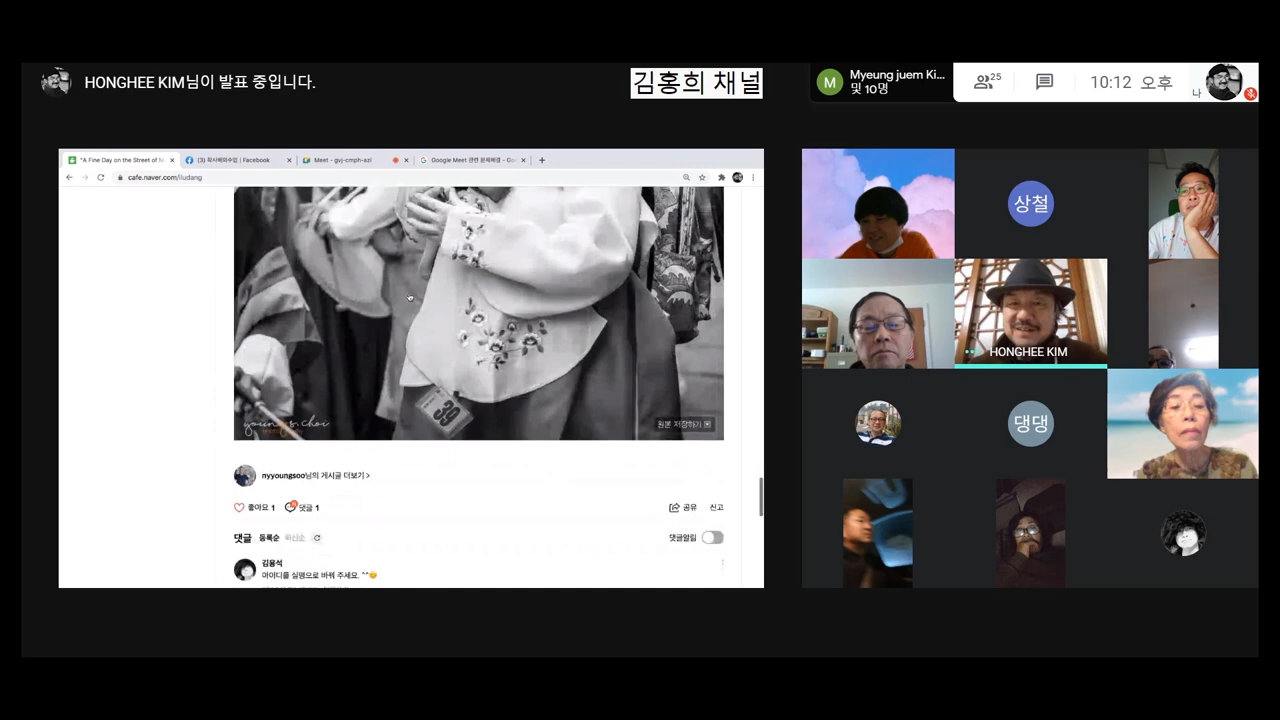 HONGHEE KIM님이 발표 중입니다.
김홍희 채널
M
Myeung juem Ki...
및 10명
25
10:12 오후
나
"A Fine Day on the Street of M
(3) 착시예의수업 | Facebook
Meet - gvj-cmph-azi
Google Meet 관련 문제해결 - Go
cafe.naver.com/iludang
상철
HONGHEE KIM
댕댕
39
young s. choi
원본 저장하기
nyyoungsoo님의 게시글 더보기 >
좋아요 1
댓글 1
공유
신고
댓글
등록순
최신순
댓글알림
김용석
아이디를 실명으로 바꿔 주세요. ^^